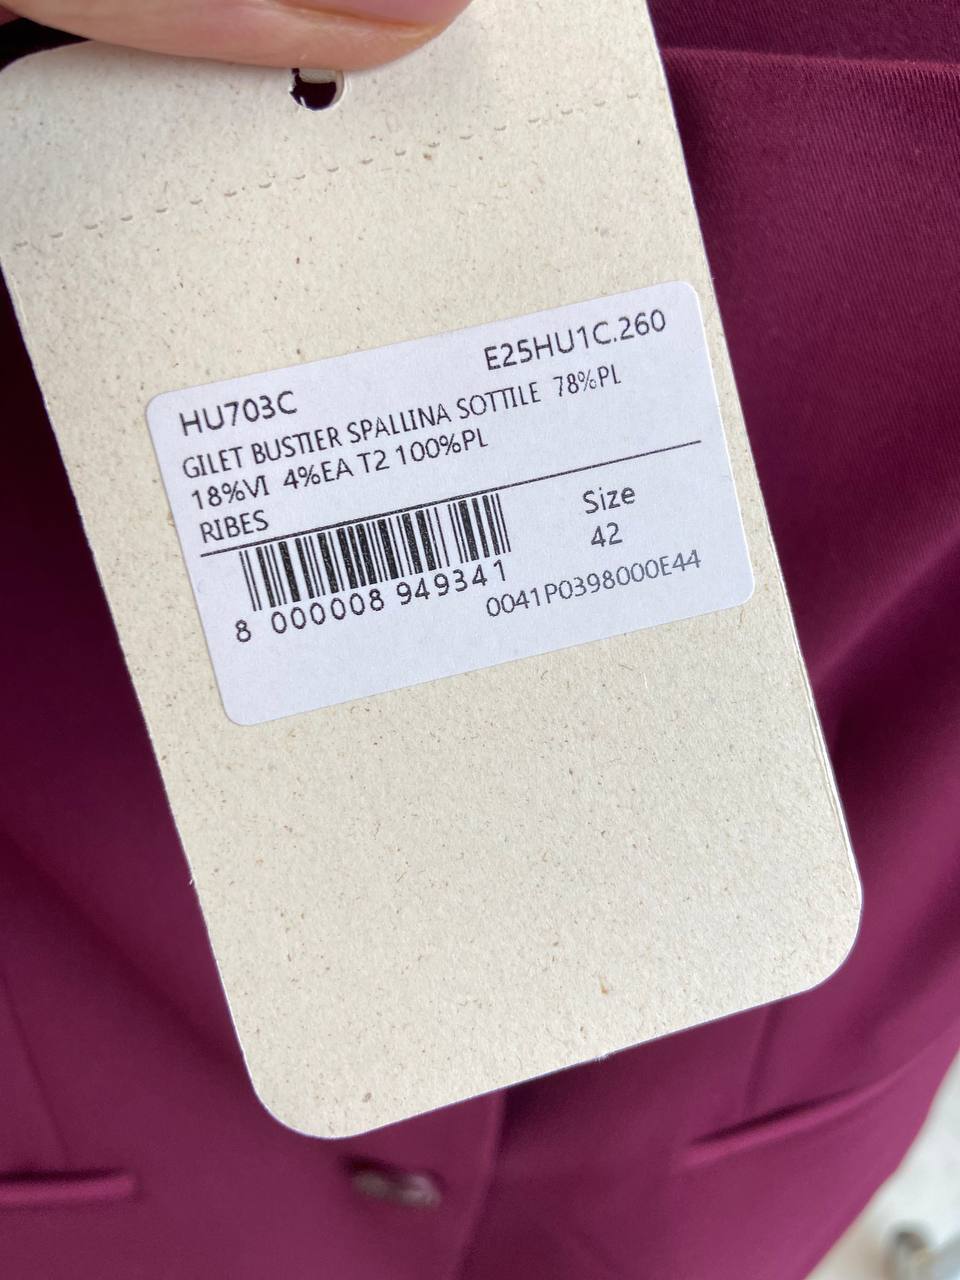 HU703C E25HU1C.260
GILET BUSTIER SPALLINA SOTTILE 78%PL
18%VI 4%EA T2 100%PL
RIBES
Size
42
8 000008 949341
0041P0398000E44